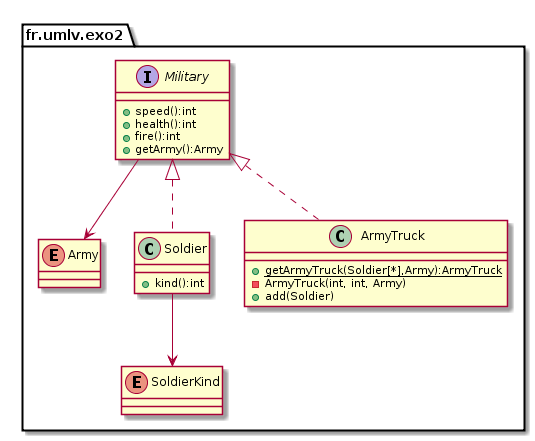 fr.umlv.exo2
I Military
speed():int
health():int
fire():int
getArmy():Army
E Army
C Soldier
kind():int
C ArmyTruck
getArmyTruck(Soldier[*],Army):ArmyTruck
ArmyTruck(int, int, Army)
add(Soldier)
E SoldierKind